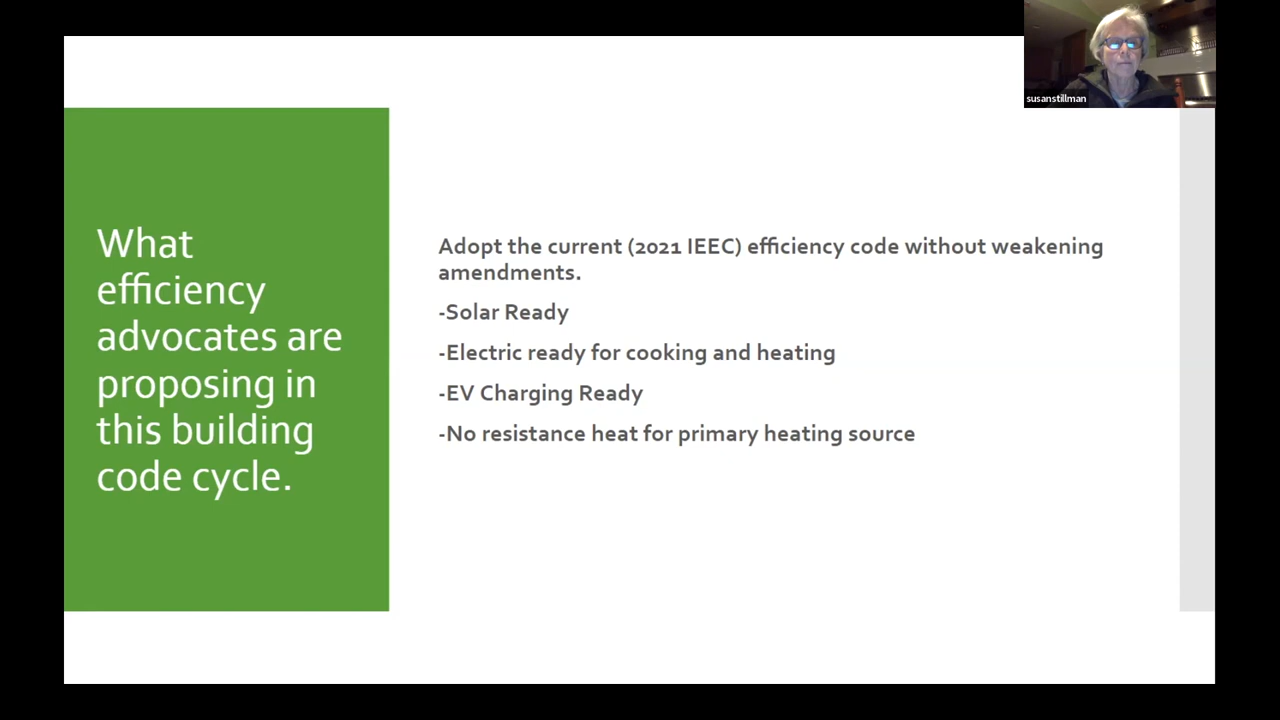 susanstillman
What
efficiency
advocates are
proposing in
this building
code cycle.
Adopt the current (2021 IEEC) efficiency code without weakening
amendments.
-Solar Ready
-Electric ready for cooking and heating
-EV Charging Ready
-No resistance heat for primary heating source